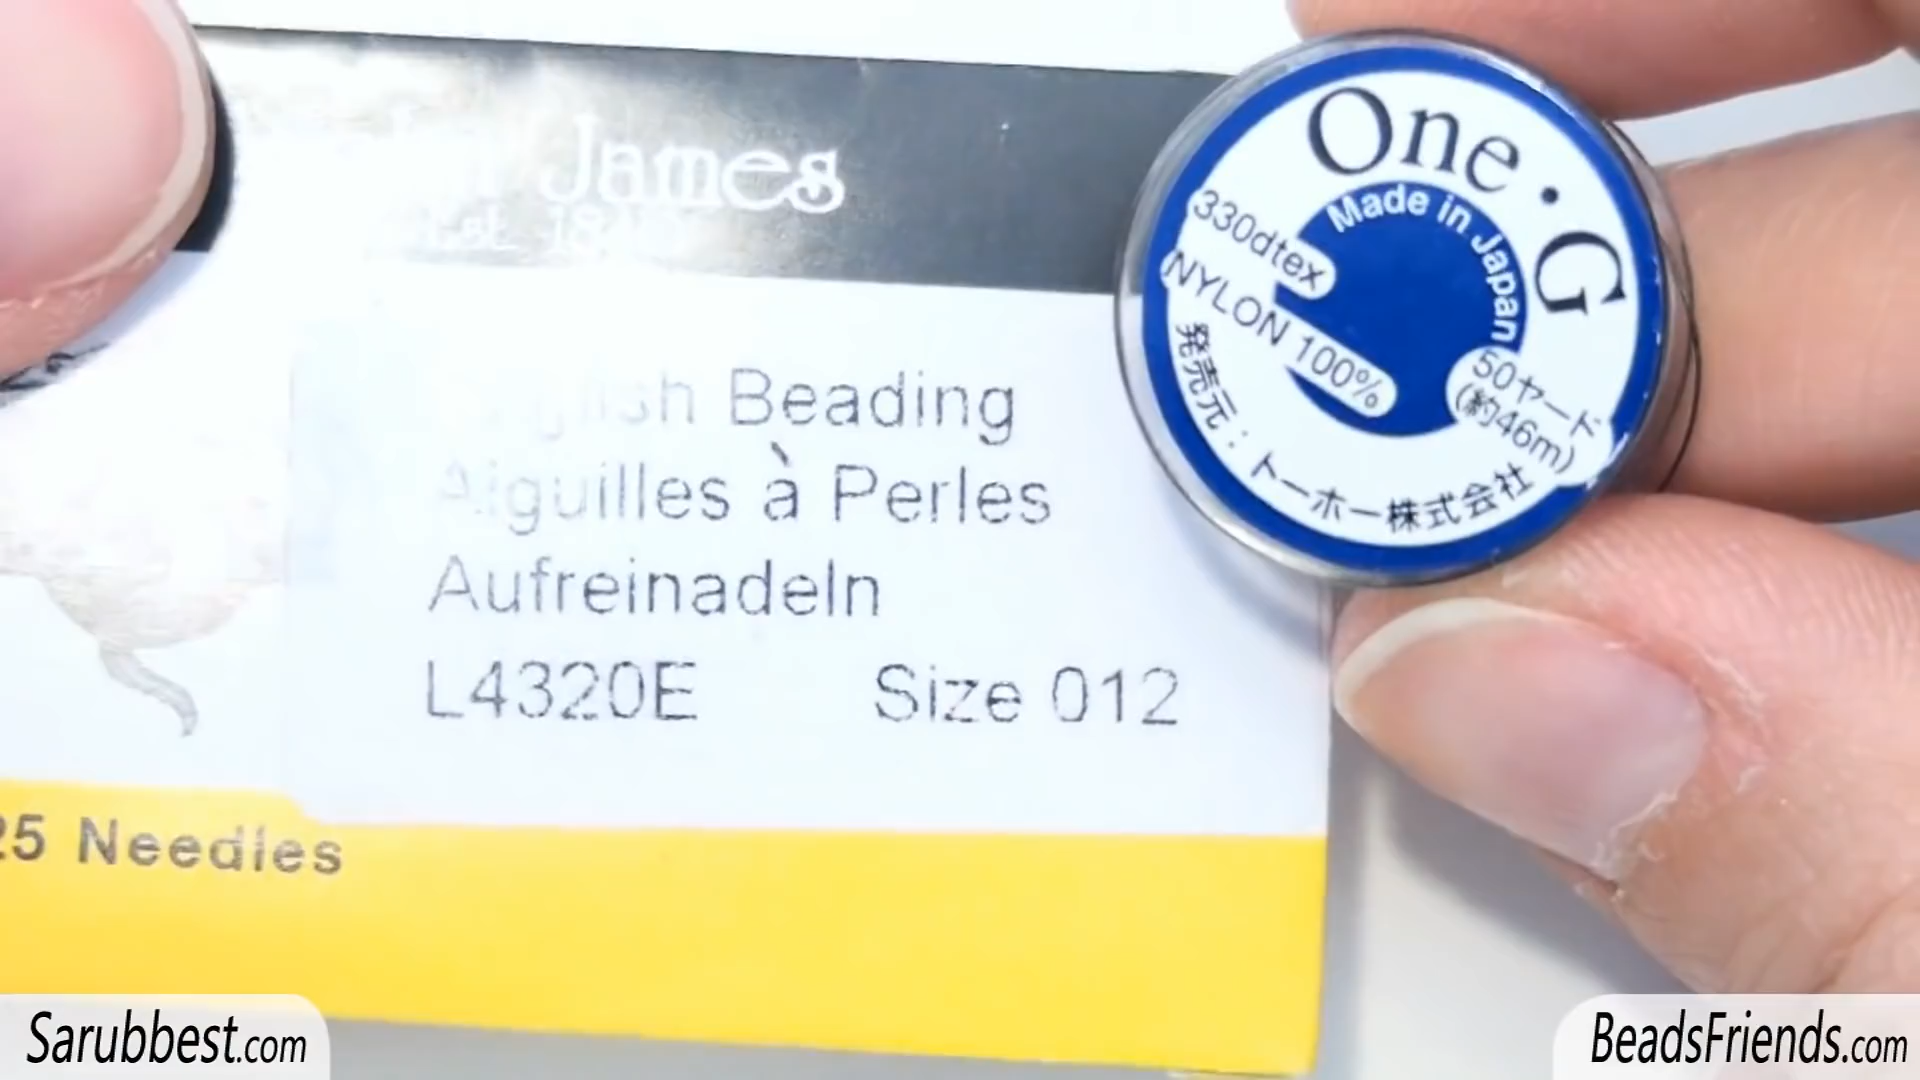 James
Est. 18
English Beading
Aiguilles à Perles
Aufreinadeln
L4320E Size 012
25 Needles
One・G
Made in Japan
330dtex
NYLON 100%
50ヤード
(約46m)
発売元：トーホー株式会社
Sarubbest.com
BeadsFriends.com